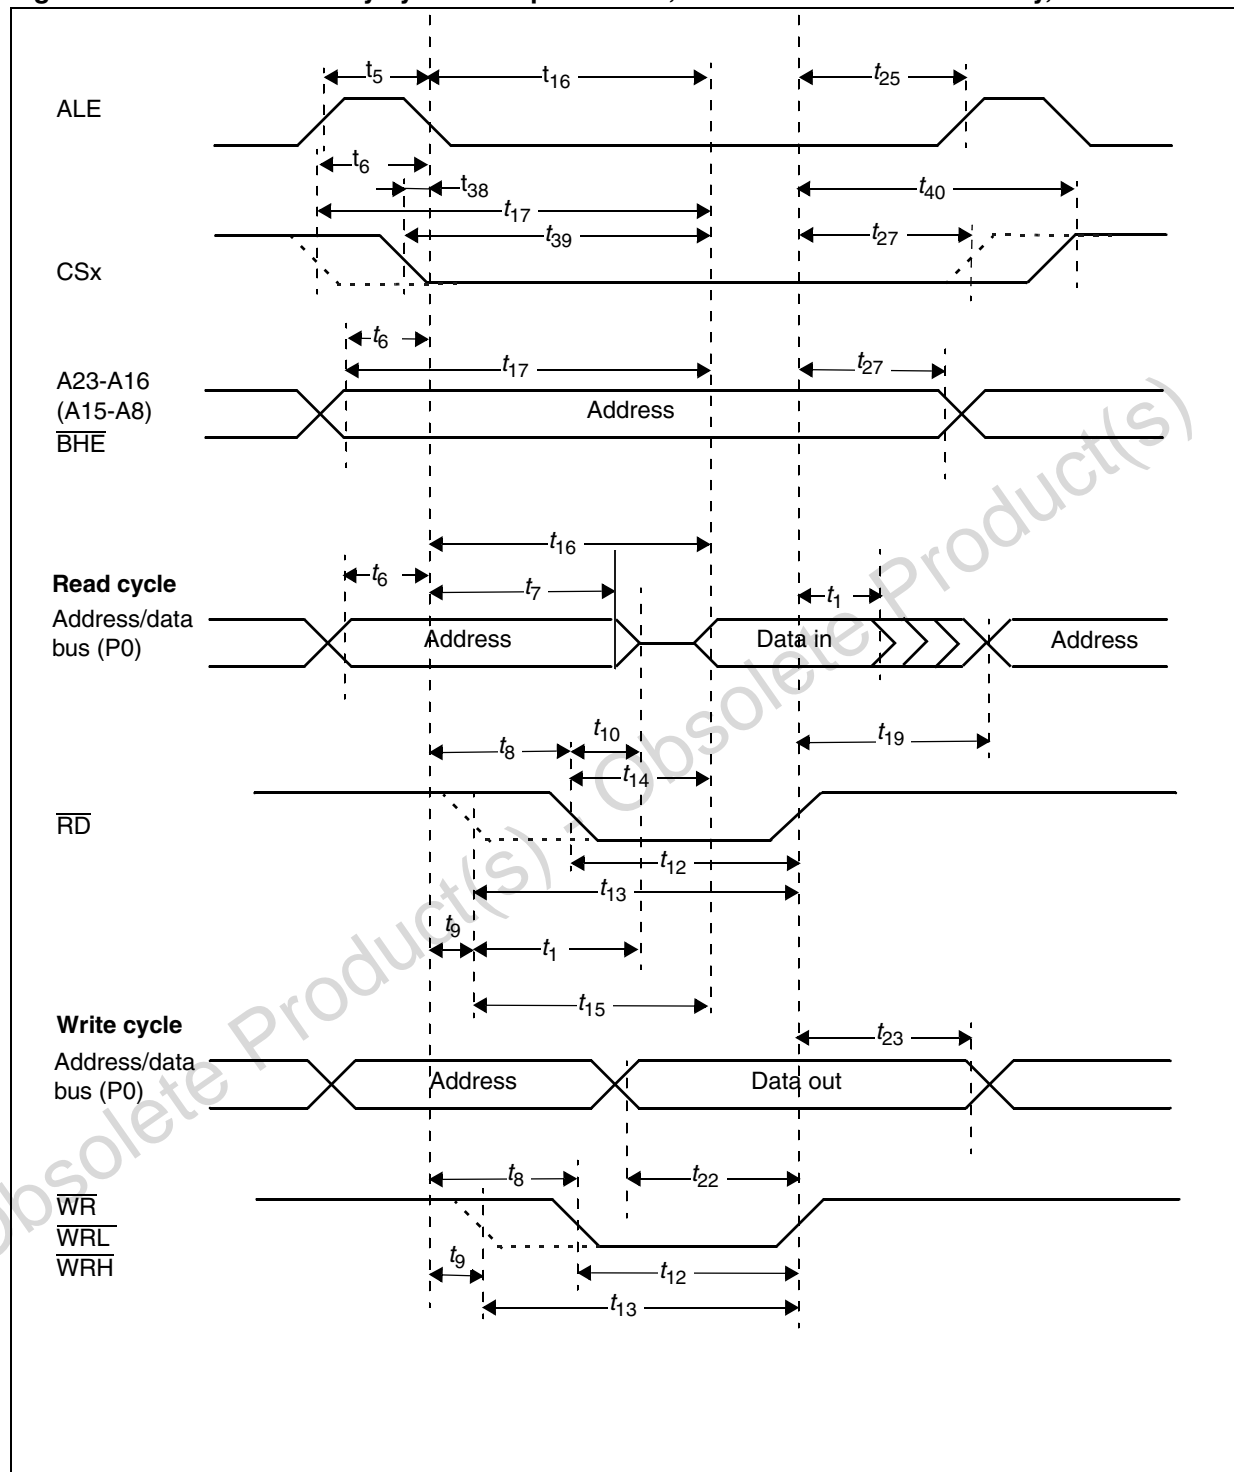 t5
t16
t25
ALE
t6
t38
t40
t17
t39
t27
CSx
t6
t17
t27
A23-A16
(A15-A8)
BHE
Address
t16
Read cycle
t6
t7
t1
Address/data
bus (P0)
Address
Data in
Address
t8
t10
t19
t14
RD
t12
t13
t9
t1
t15
Write cycle
t23
Address/data
bus (P0)
Address
Data out
t8
t22
WR
WRL
WRH
t9
t12
t13
Obsolete Product(s) - Obsolete Product(s)